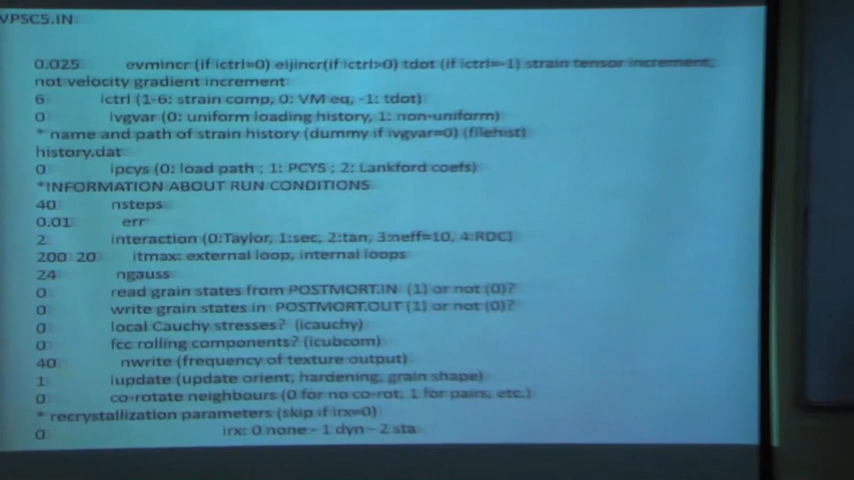 VPSC5.IN
0.025 evmincr (if ictrl=0) eijincr(if ictrl>0) tdot (if ictrl=-1) strain tensor increment,
not velocity gradient increment
6 ictrl (1-6: strain comp, 0: VM eq, -1: tdot)
0 ivgvar (0: uniform loading history, 1: non-uniform)
* name and path of strain history (dummy if ivgvar=0) (filehist)
history.dat
0 ipcys (0: load path ; 1: PCYS ; 2: Lankford coefs)
*INFORMATION ABOUT RUN CONDITIONS
40 nsteps
0.01 err
2 interaction (0:Taylor, 1:sec, 2:tan, 3:neff=10, 4:RDC)
200 20 itmax: external loop, internal loops
24 ngauss
0 read grain states from POSTMORT.IN (1) or not (0)?
0 write grain states in POSTMORT.OUT (1) or not (0)?
0 local Cauchy stresses? (icauchy)
0 fcc rolling components? (icubcom)
40 nwrite (frequency of texture output)
1 iupdate (update orient, hardening, grain shape)
0 co-rotate neighbours (0 for no co-rot, 1 for pairs, etc.)
* recrystallization parameters (skip if irx=0)
0 irx: 0 none - 1 dyn - 2 sta